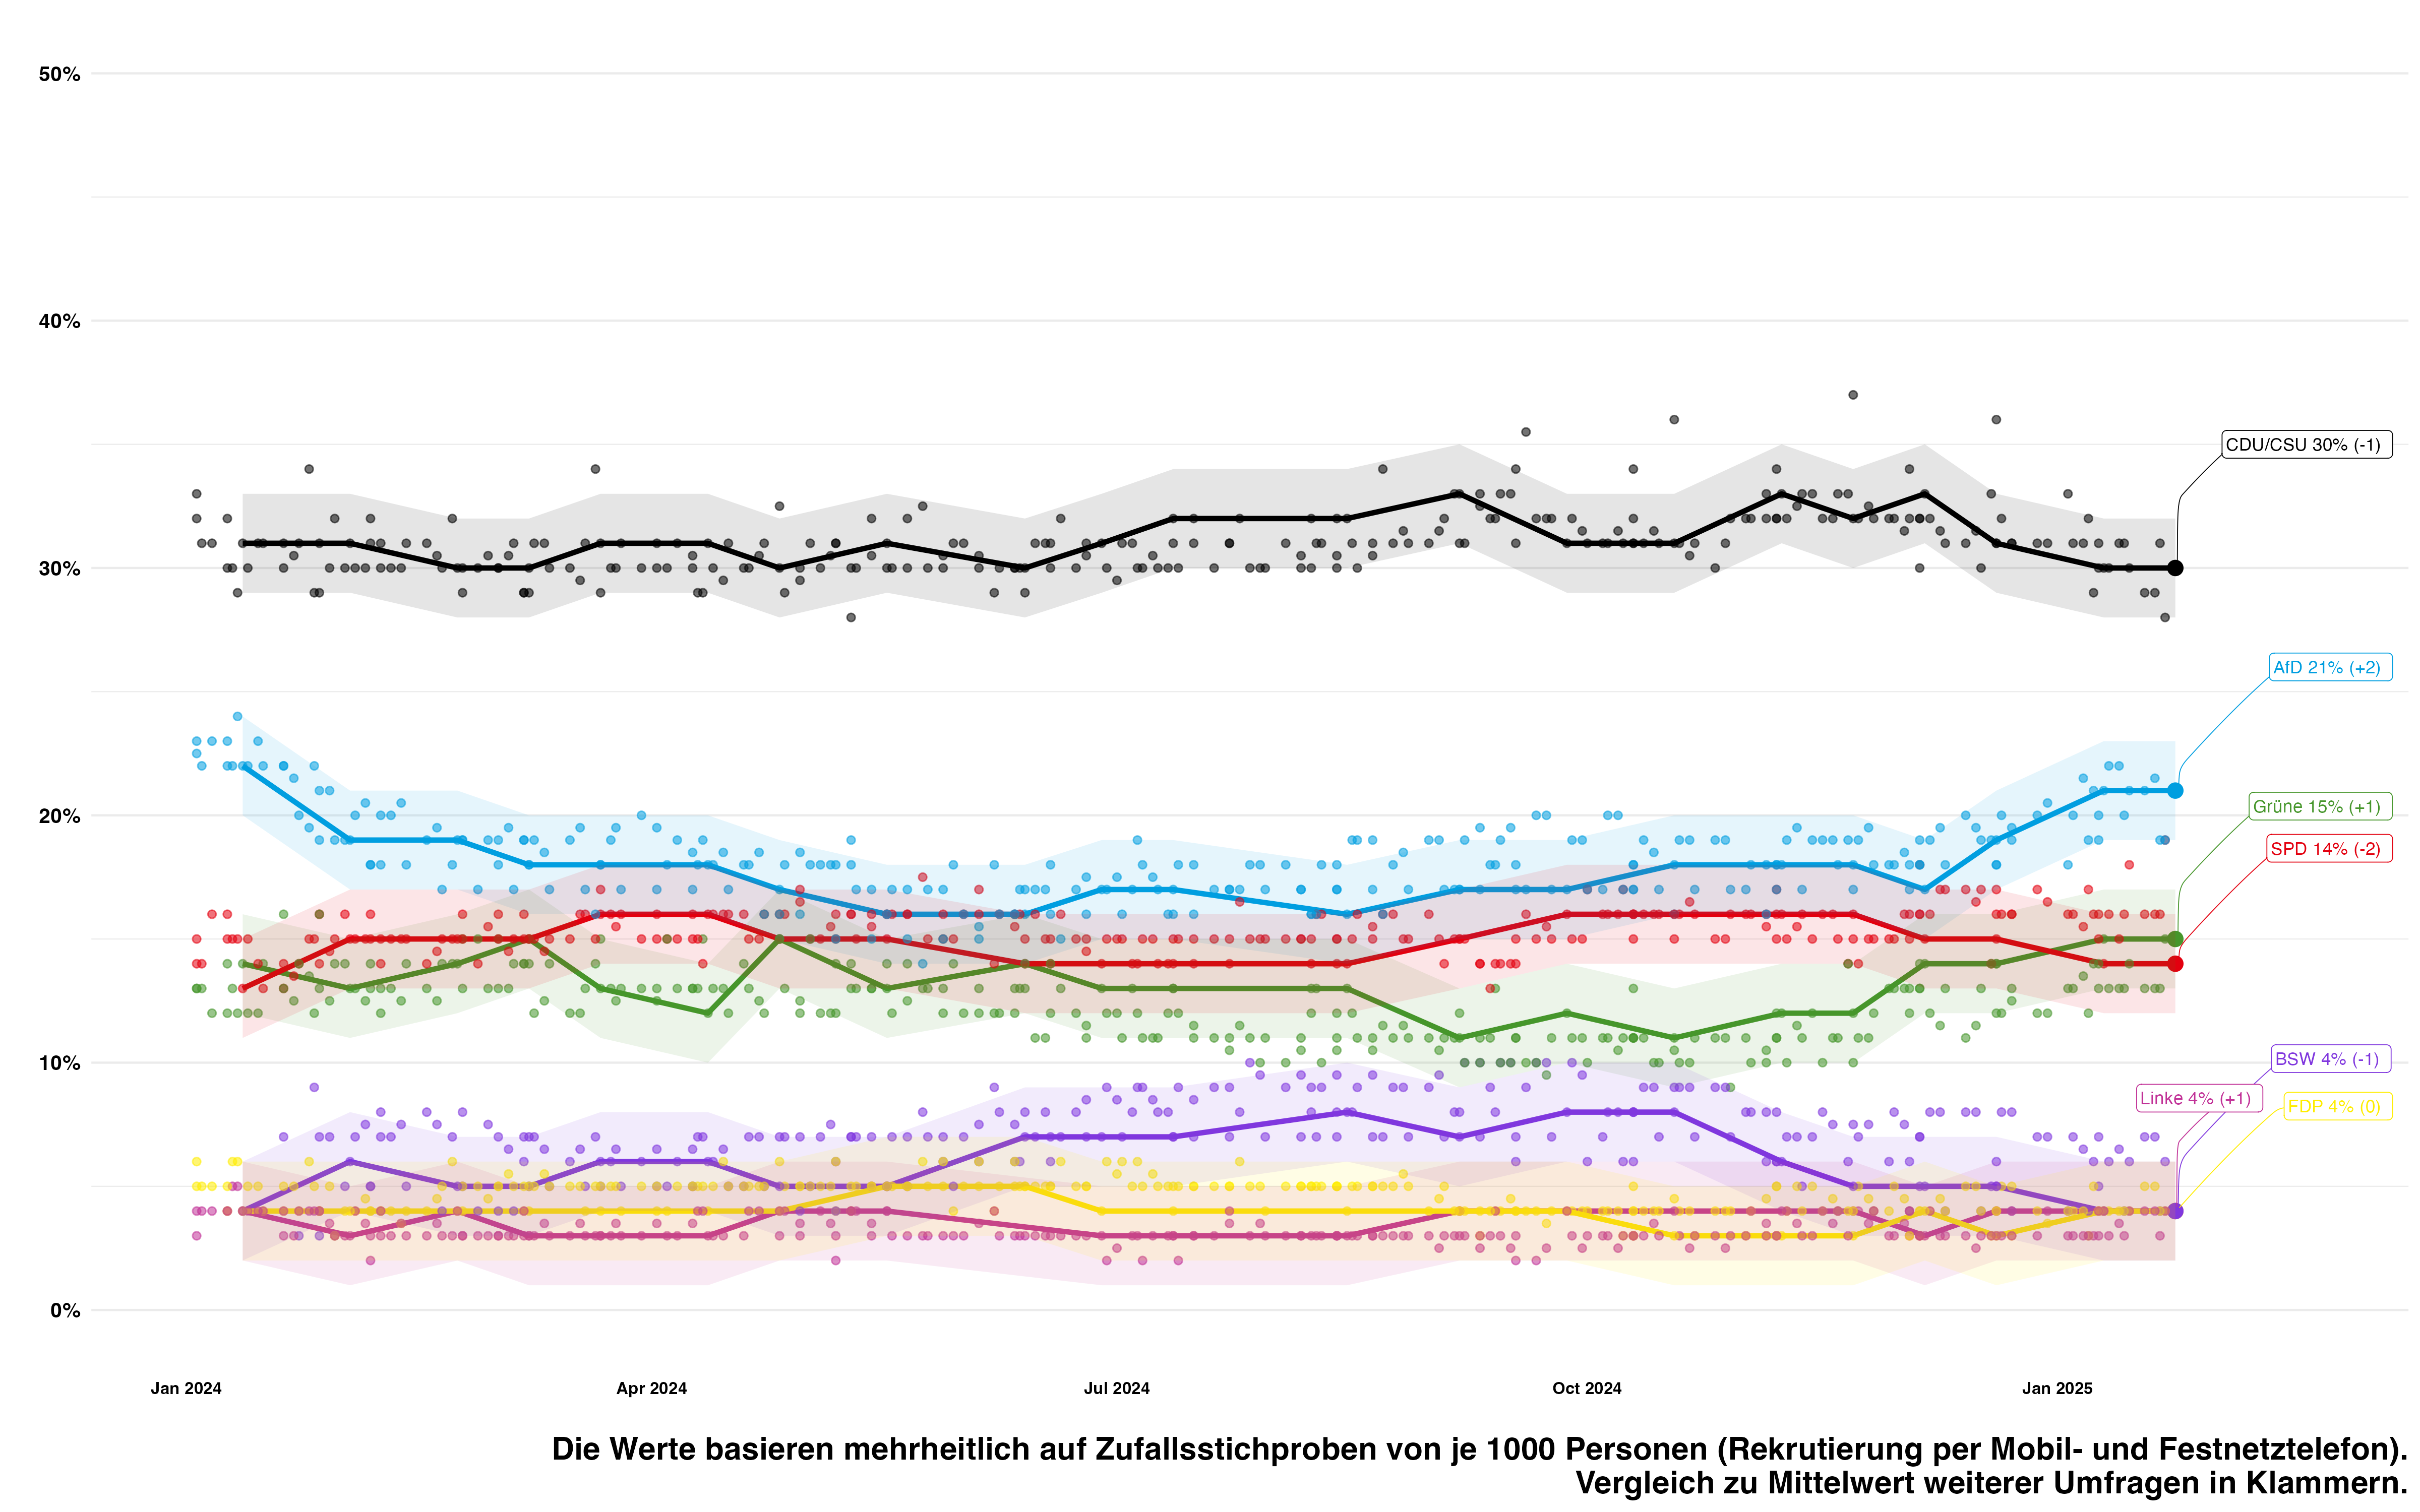 50%
40%
30%
20%
10%
0%
CDU/CSU 30% (-1)
AfD 21% (+2)
Grüne 15% (+1)
SPD 14% (-2)
BSW 4% (-1)
Linke 4% (+1)
FDP 4% (0)
Jan 2024
Apr 2024
Jul 2024
Oct 2024
Jan 2025
Die Werte basieren mehrheitlich auf Zufallsstichproben von je 1000 Personen (Rekrutierung per Mobil- und Festnetztelefon).
Vergleich zu Mittelwert weiterer Umfragen in Klammern.